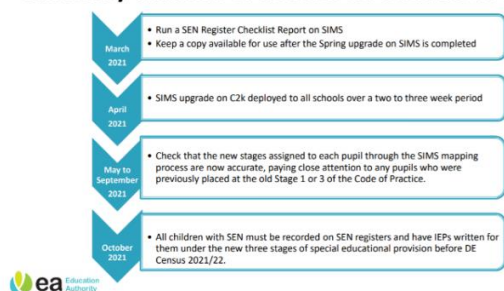 March
2021
• Run a SEN Register Checklist Report on SIMS
• Keep a copy available for use after the Spring upgrade on SIMS is completed
April
2021
• SIMS upgrade on C2k deployed to all schools over a two to three week period
May to
September
2021
• Check that the new stages assigned to each pupil through the SIMS mapping
process are now accurate, paying close attention to any pupils who were
previously placed at the old Stage 1 or 3 of the Code of Practice.
October
2021
• All children with SEN must be recorded on SEN registers and have IEPs written for
them under the new three stages of special educational provision before DE
Census 2021/22.
ea Education
Authority